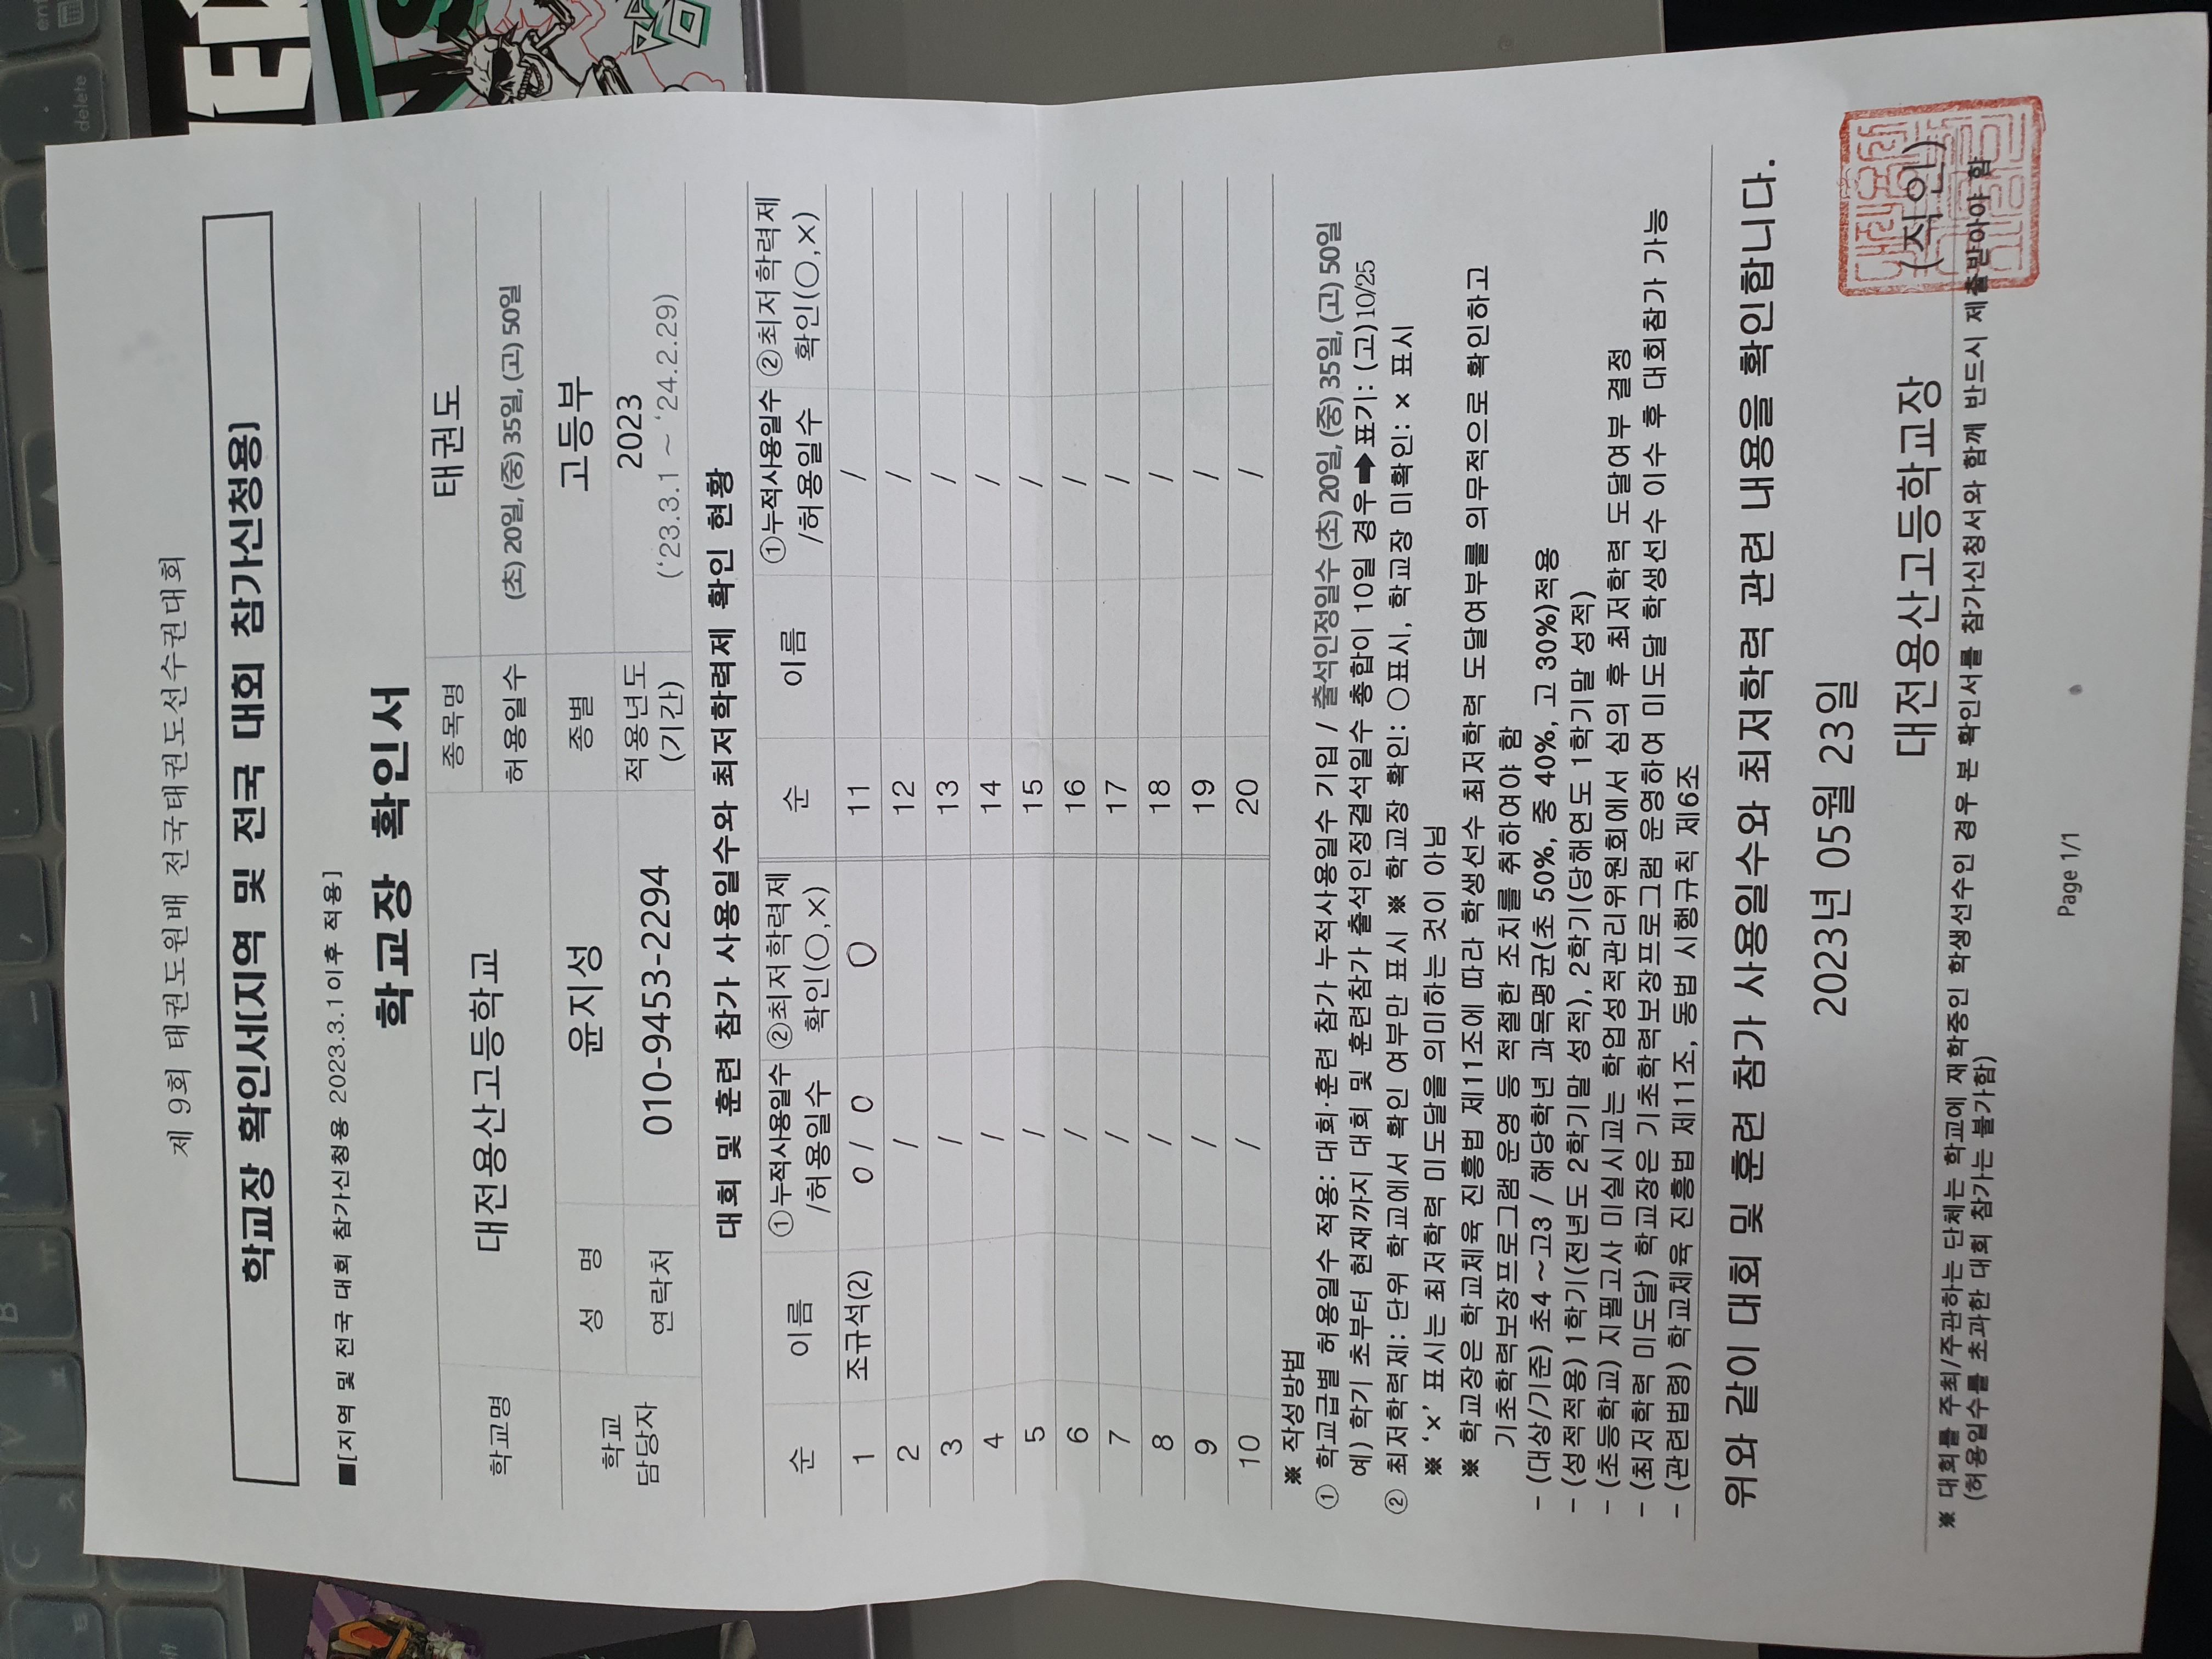 제 9회 태권도원배 전국태권도선수권대회
학교장 확인서[지역 및 전국 대회 참가신청용]
■[지역 및 전국 대회 참가신청용 2023.3.1이후 적용]
학교장 확인서
학교명 대전용산고등학교 종목명 태권도
허용일수 (초) 20일, (중) 35일, (고) 50일
학교 담당자 성 명 윤지성 종별 고등부
연락처 010-9453-2294 적용년도 (기간) 2023
('23.3.1 ~ '24.2.29)
대회 및 훈련 참가 사용일수와 최저학력제 확인 현황
순 이름 ①누적사용일수 /허용일수 ②최저학력제 확인(○,×) 순 이름 ①누적사용일수 /허용일수 ②최저학력제 확인(○,×)
1 조규석(2) 0 / 0 O 11 /
2 / 12 /
3 / 13 /
4 / 14 /
5 / 15 /
6 / 16 /
7 / 17 /
8 / 18 /
9 / 19 /
10 / 20 /
※ 작성방법
① 학교급별 허용일수 적용: 대회·훈련 참가 누적사용일수 기입 / 출석인정일수 (초) 20일, (중) 35일, (고) 50일
예) 학기 초부터 현재까지 대회 및 훈련참가 출석인정결석일수 총합이 10일 경우 ➡ 표기: (고) 10/25
② 최저학력제: 단위 학교에서 확인 여부만 표시 ※ 학교장 확인: ○표시, 학교장 미확인: × 표시
※ '×' 표시는 최저학력 미도달을 의미하는 것이 아님
※ 학교장은 학교체육 진흥법 제11조에 따라 학생선수 최저학력 도달여부를 의무적으로 확인하고
기초학력보장프로그램 운영 등 적절한 조치를 취하여야 함
- (대상/기준) 초4 ~ 고3 / 해당학년 과목평균(초 50%, 중 40%, 고 30%)적용
- (성적적용) 1학기(전년도 2학기말 성적), 2학기(당해연도 1학기말 성적)
- (초등학교) 지필고사 미실시교는 학업성적관리위원회에서 심의 후 최저학력 도달여부 결정
- (최저학력 미도달) 학교장은 기초학력보장프로그램 운영하여 미도달 학생선수 이수 후 대회참가 가능
- (관련법령) 학교체육 진흥법 제11조, 동법 시행규칙 제6조
위와 같이 대회 및 훈련 참가 사용일수와 최저학력 관련 내용을 확인합니다.
2023년 05월 23일
대전용산고등학교장 (직인)
※ 대회를 주최/주관하는 단체는 학교에 재학중인 학생선수인 경우 본 확인서를 참가신청서와 함께 반드시 제출받아야 함
(허용일수를 초과한 대회 참가는 불가함)
Page 1/1
delete